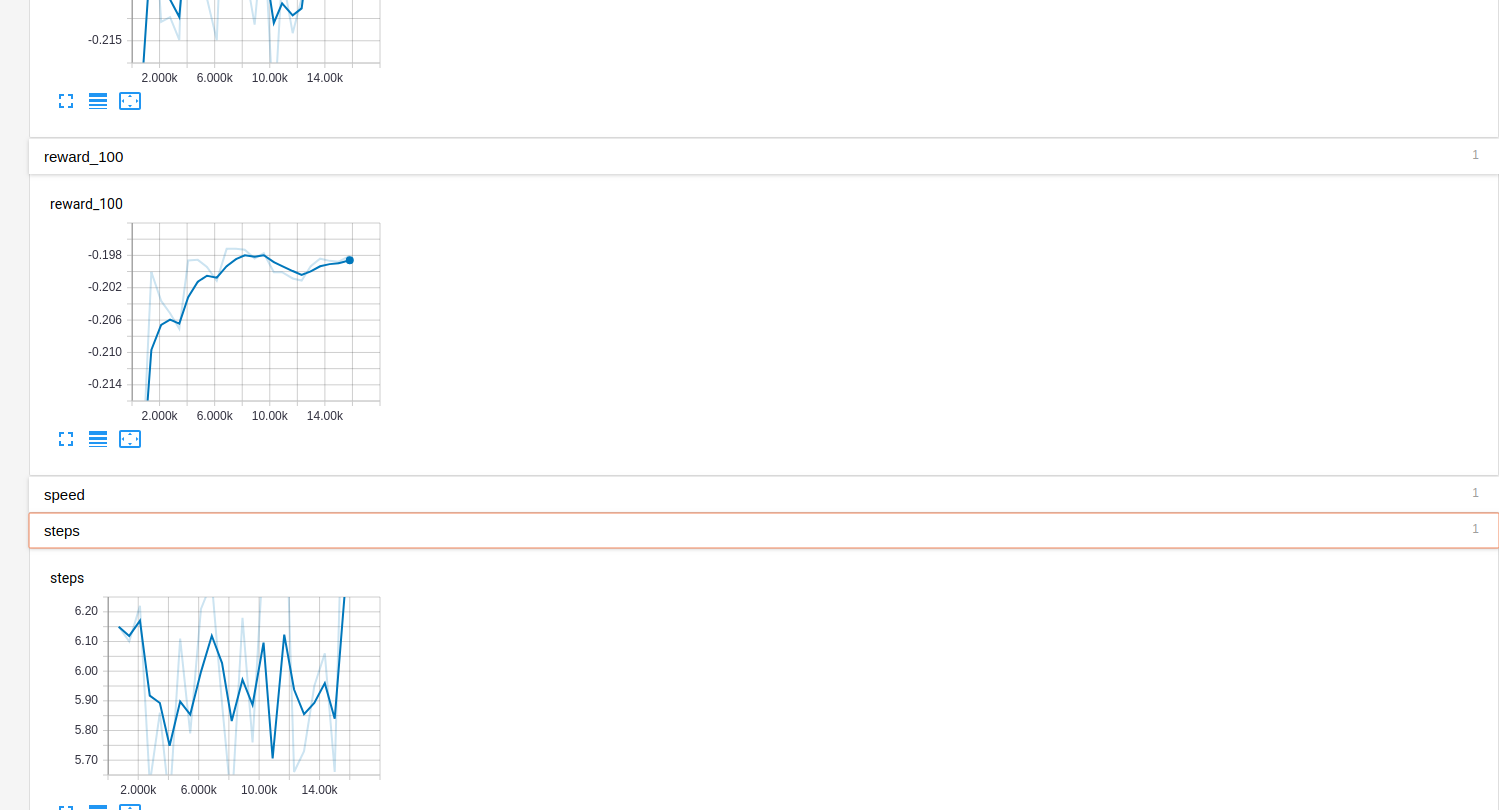 -0.215
2.000k 6.000k 10.00k 14.00k
reward_100 1
reward_100
-0.198
-0.202
-0.206
-0.210
-0.214
2.000k 6.000k 10.00k 14.00k
speed 1
steps 1
steps
6.20
6.10
6.00
5.90
5.80
5.70
2.000k 6.000k 10.00k 14.00k